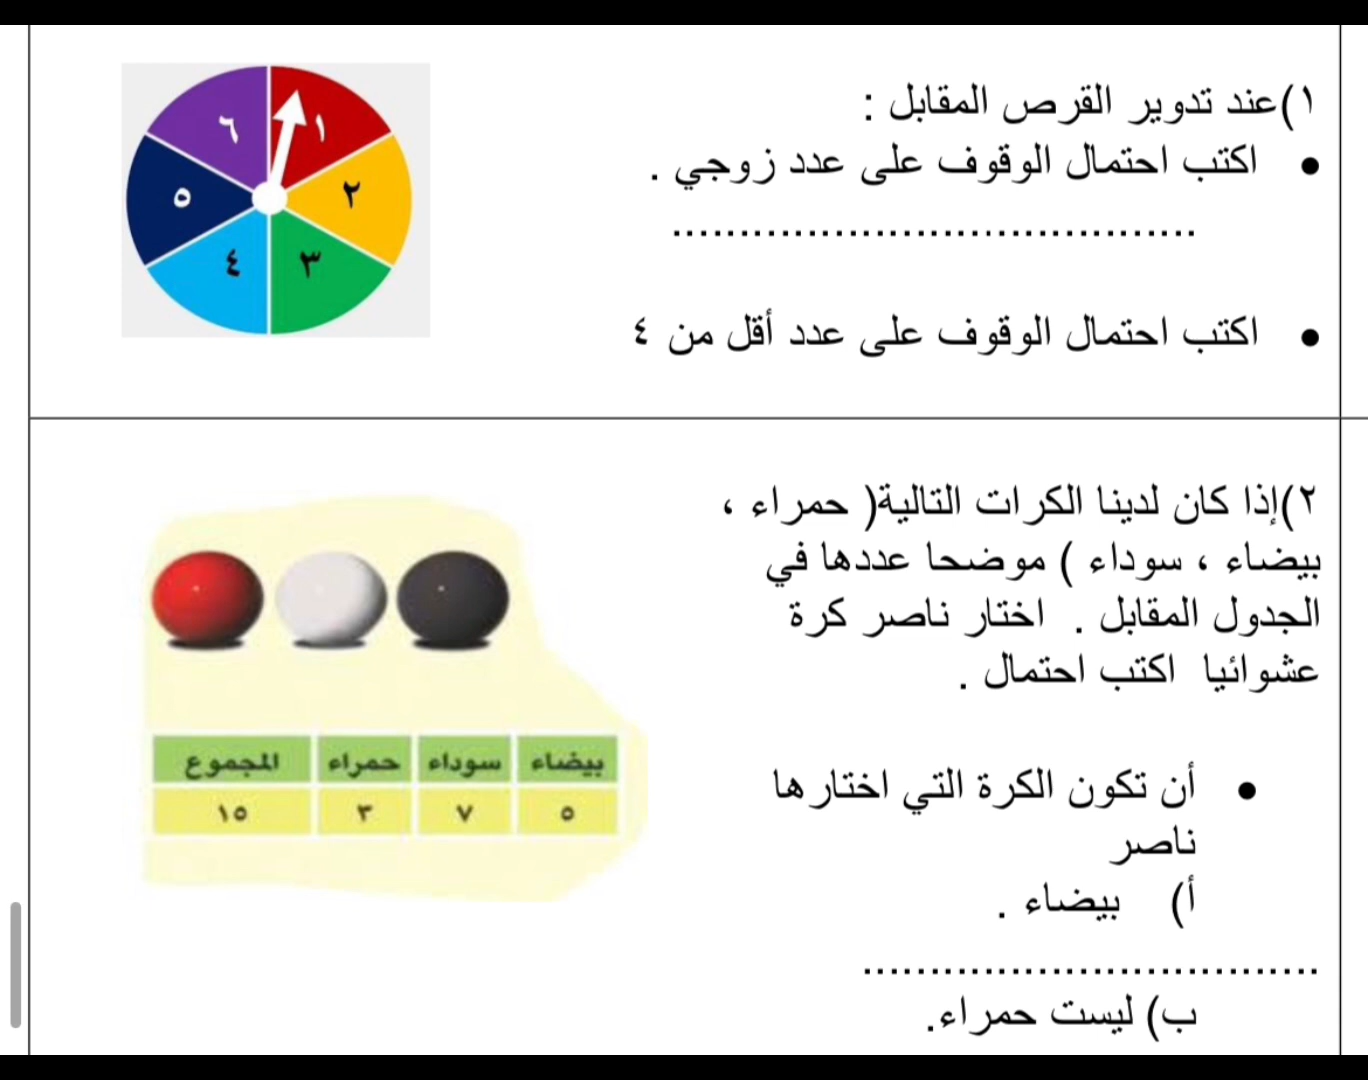 ١)عند تدوير القرص المقابل :
• اكتب احتمال الوقوف على عدد زوجي .
.......................................
• اكتب احتمال الوقوف على عدد أقل من ٤
١
٢
٣
٤
٥
٦
٢)إذا كان لدينا الكرات التالية( حمراء ،
بيضاء ، سوداء ) موضحا عددها في
الجدول المقابل . اختار ناصر كرة
عشوائيا اكتب احتمال .
• أن تكون الكرة التي اختارها
ناصر
أ) بيضاء .
..................................
ب) ليست حمراء.
بيضاء سوداء حمراء المجموع
٥ ٧ ٣ ١٥